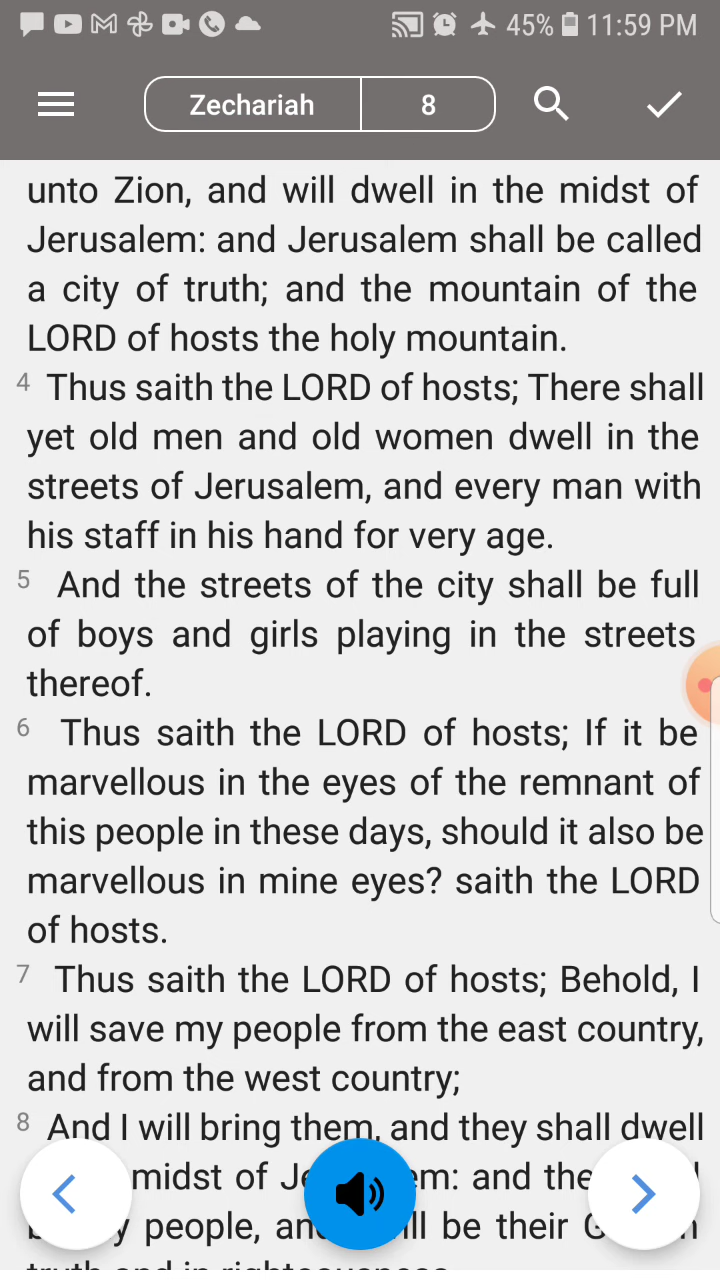 45% 11:59 PM
Zechariah 8
unto Zion, and will dwell in the midst of
Jerusalem: and Jerusalem shall be called
a city of truth; and the mountain of the
LORD of hosts the holy mountain.
4 Thus saith the LORD of hosts; There shall
yet old men and old women dwell in the
streets of Jerusalem, and every man with
his staff in his hand for very age.
5 And the streets of the city shall be full
of boys and girls playing in the streets
thereof.
6 Thus saith the LORD of hosts; If it be
marvellous in the eyes of the remnant of
this people in these days, should it also be
marvellous in mine eyes? saith the LORD
of hosts.
7 Thus saith the LORD of hosts; Behold, I
will save my people from the east country,
and from the west country;
8 And I will bring them, and they shall dwell
midst of and
people, be their
truth and in righteousness